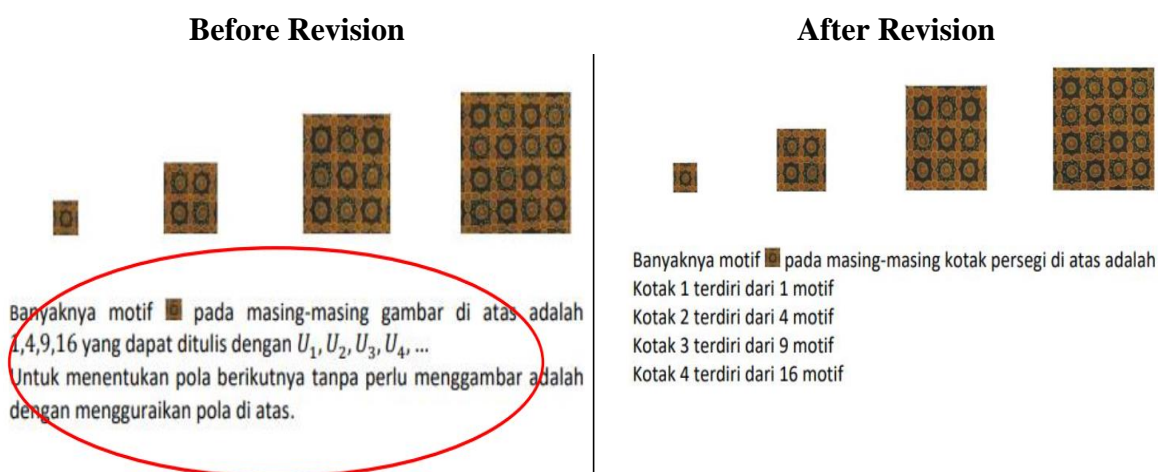 Before Revision
Banyaknya motif pada masing-masing gambar di atas adalah
1,4,9,16 yang dapat ditulis dengan U₁, U₂, U₃, U₄, ...
Untuk menentukan pola berikutnya tanpa perlu menggambar adalah
dengan mengguraikan pola di atas.
After Revision
Banyaknya motif pada masing-masing kotak persegi di atas adalah
Kotak 1 terdiri dari 1 motif
Kotak 2 terdiri dari 4 motif
Kotak 3 terdiri dari 9 motif
Kotak 4 terdiri dari 16 motif